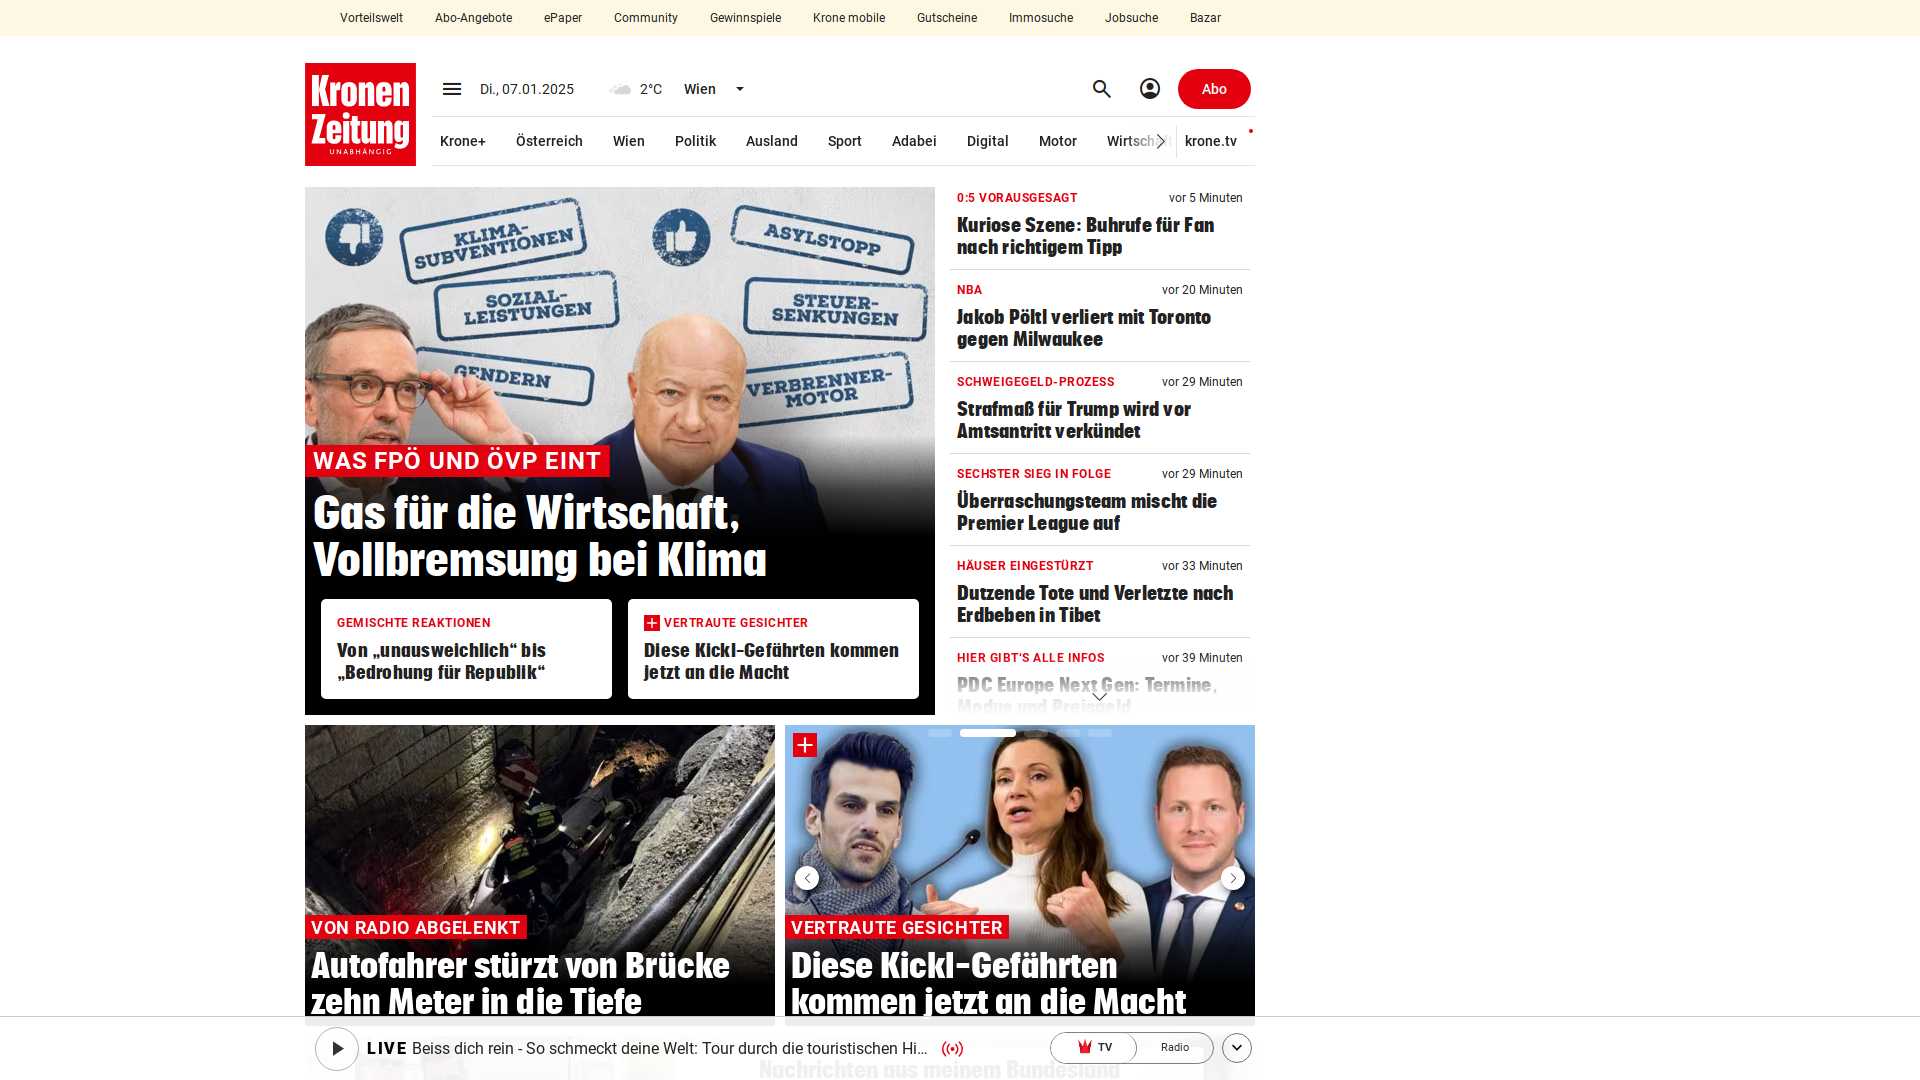 Vorteilswelt
Abo-Angebote
ePaper
Community
Gewinnspiele
Krone mobile
Gutscheine
Immosuche
Jobsuche
Bazar
Kronen
Zeitung
UNABHÄNGIG
Di., 07.01.2025
2°C
Wien
Abo
Krone+
Österreich
Wien
Politik
Ausland
Sport
Adabei
Digital
Motor
Wirtschaft
krone.tv
KLIMA-
SUBVENTIONEN
SOZIAL-
LEISTUNGEN
GENDERN
ASYLSTOPP
STEUER-
SENKUNGEN
VERBRENNER-
MOTOR
WAS FPÖ UND ÖVP EINT
Gas für die Wirtschaft,
Vollbremsung bei Klima
GEMISCHTE REAKTIONEN
Von „unausweichlich“ bis
„Bedrohung für Republik“
VERTRAUTE GESICHTER
Diese Kickl-Gefährten kommen
jetzt an die Macht
0:5 VORAUSGESAGT
vor 5 Minuten
Kuriose Szene: Buhrufe für Fan
nach richtigem Tipp
NBA
vor 20 Minuten
Jakob Pöltl verliert mit Toronto
gegen Milwaukee
SCHWEIGEGELD-PROZESS
vor 29 Minuten
Strafmaß für Trump wird vor
Amtsantritt verkündet
SECHSTER SIEG IN FOLGE
vor 29 Minuten
Überraschungsteam mischt die
Premier League auf
HÄUSER EINGESTÜRZT
vor 33 Minuten
Dutzende Tote und Verletzte nach
Erdbeben in Tibet
HIER GIBT‘S ALLE INFOS
vor 39 Minuten
PDC Europe Next Gen: Termine,
Modus und Preisgeld
VON RADIO ABGELENKT
Autofahrer stürzt von Brücke
zehn Meter in die Tiefe
VERTRAUTE GESICHTER
Diese Kickl-Gefährten
kommen jetzt an die Macht
LIVE Beiss dich rein - So schmeckt deine Welt: Tour durch die touristischen Hi...
TV
Radio
Nachrichten aus meinem Bundesland